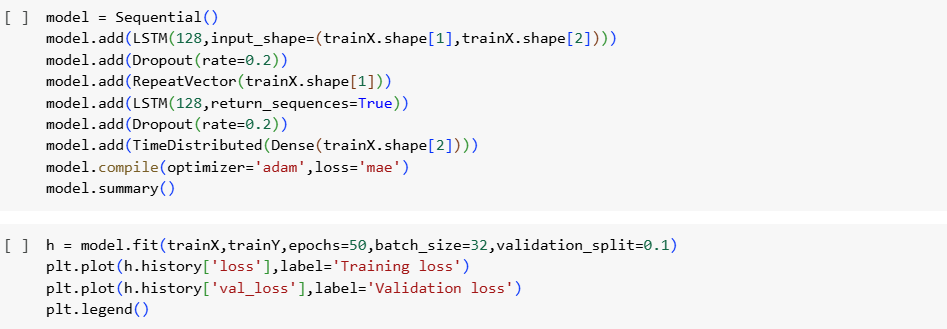 [ ] model = Sequential()
model.add(LSTM(128,input_shape=(trainX.shape[1],trainX.shape[2])))
model.add(Dropout(rate=0.2))
model.add(RepeatVector(trainX.shape[1]))
model.add(LSTM(128,return_sequences=True))
model.add(Dropout(rate=0.2))
model.add(TimeDistributed(Dense(trainX.shape[2])))
model.compile(optimizer='adam',loss='mae')
model.summary()
[ ] h = model.fit(trainX,trainY,epochs=50,batch_size=32,validation_split=0.1)
plt.plot(h.history['loss'],label='Training loss')
plt.plot(h.history['val_loss'],label='Validation loss')
plt.legend()